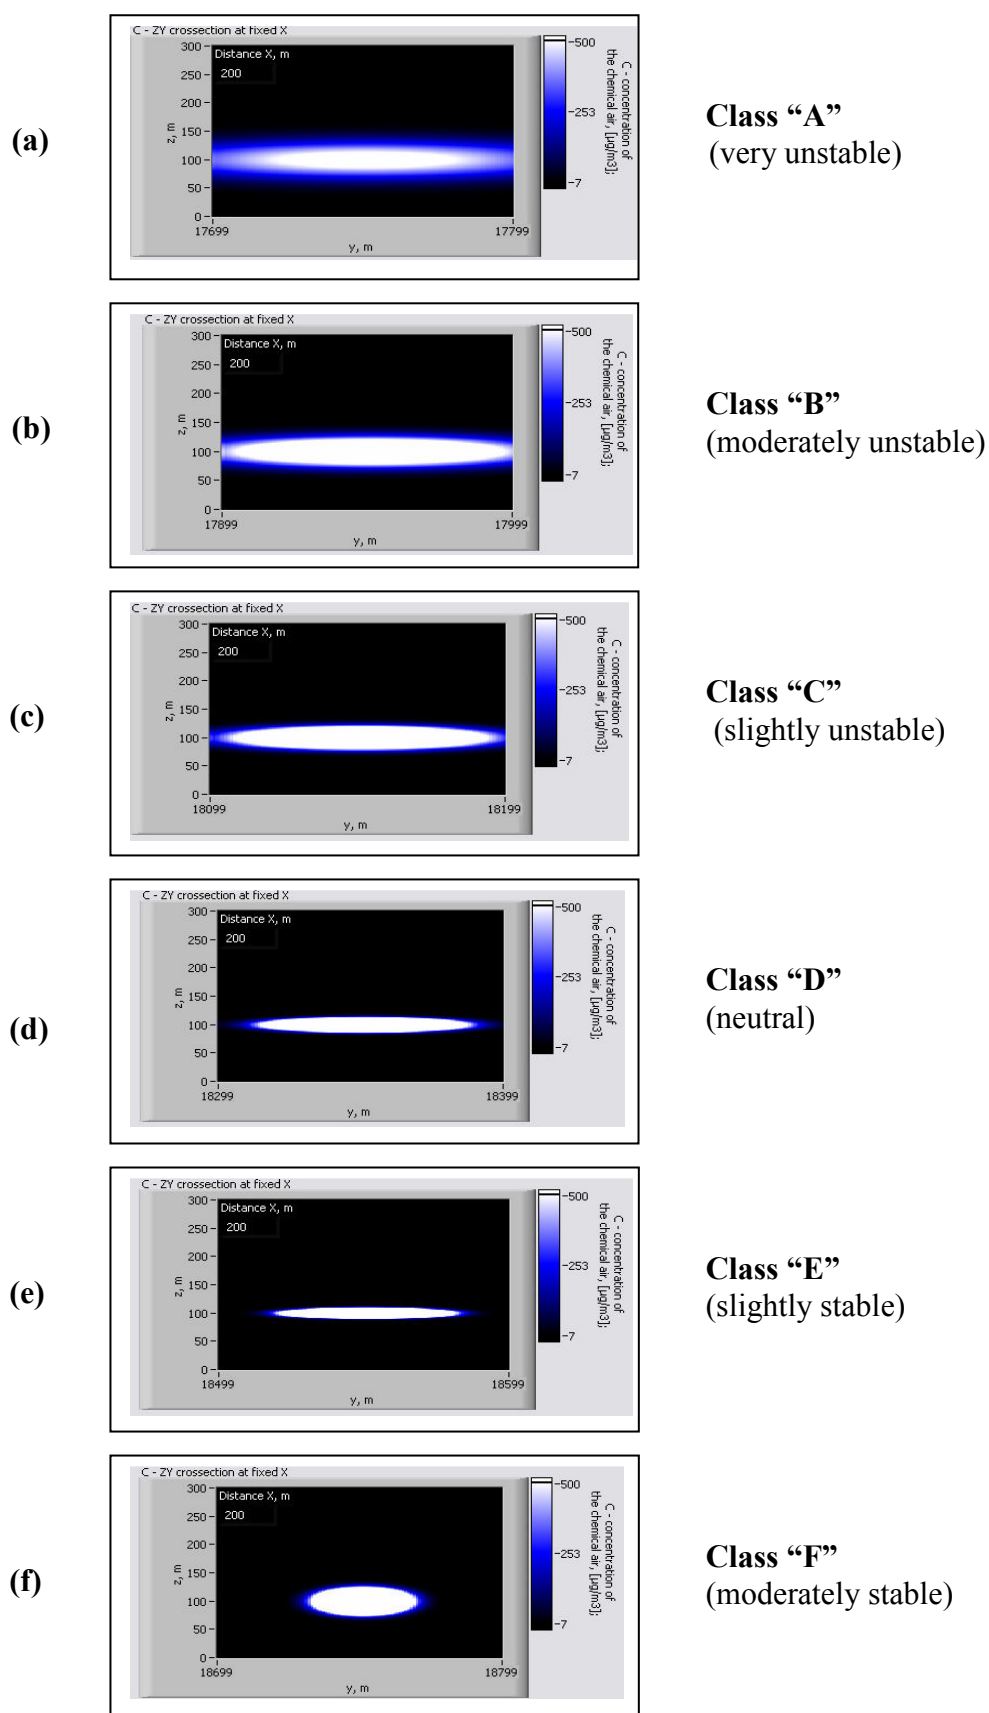 C - ZY crossection at fixed X
300
Distance X, m
200
250
200
150
100
50
0
z, m
17699
17799
y, m
500
253
7
C - concentration of
the chemical air, [µg/m3];
(a)
Class “A”
(very unstable)
C - ZY crossection at fixed X
300
Distance X, m
200
250
200
150
100
50
0
z, m
17899
17999
y, m
500
253
7
C - concentration of
the chemical air, [µg/m3];
(b)
Class “B”
(moderately unstable)
C - ZY crossection at fixed X
300
Distance X, m
200
250
200
150
100
50
0
z, m
18099
18199
y, m
500
253
7
C - concentration of
the chemical air, [µg/m3];
(c)
Class “C”
(slightly unstable)
C - ZY crossection at fixed X
300
Distance X, m
200
250
200
150
100
50
0
z, m
18299
18399
y, m
500
253
7
C - concentration of
the chemical air, [µg/m3];
(d)
Class “D”
(neutral)
C - ZY crossection at fixed X
300
Distance X, m
200
250
200
150
100
50
0
z, m
18499
18599
y, m
500
253
7
C - concentration of
the chemical air, [µg/m3];
(e)
Class “E”
(slightly stable)
C - ZY crossection at fixed X
300
Distance X, m
200
250
200
150
100
50
0
z, m
18699
18799
y, m
500
253
7
C - concentration of
the chemical air, [µg/m3];
(f)
Class “F”
(moderately stable)